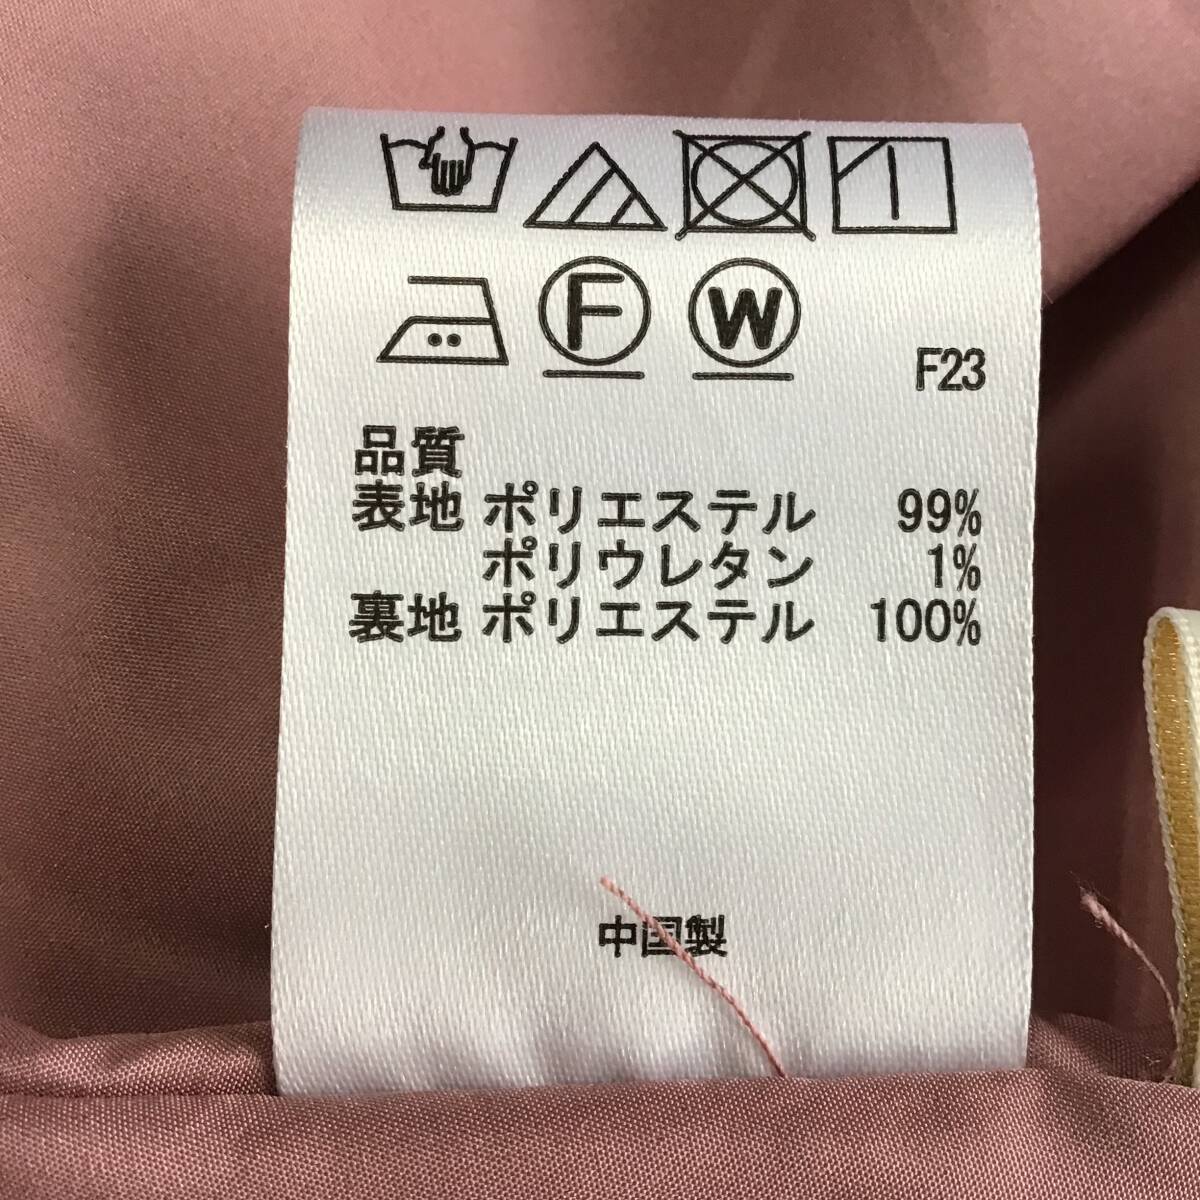 F W
F23
品質
表地 ポリエステル 99%
ポリウレタン 1%
裏地 ポリエステル 100%
中国製